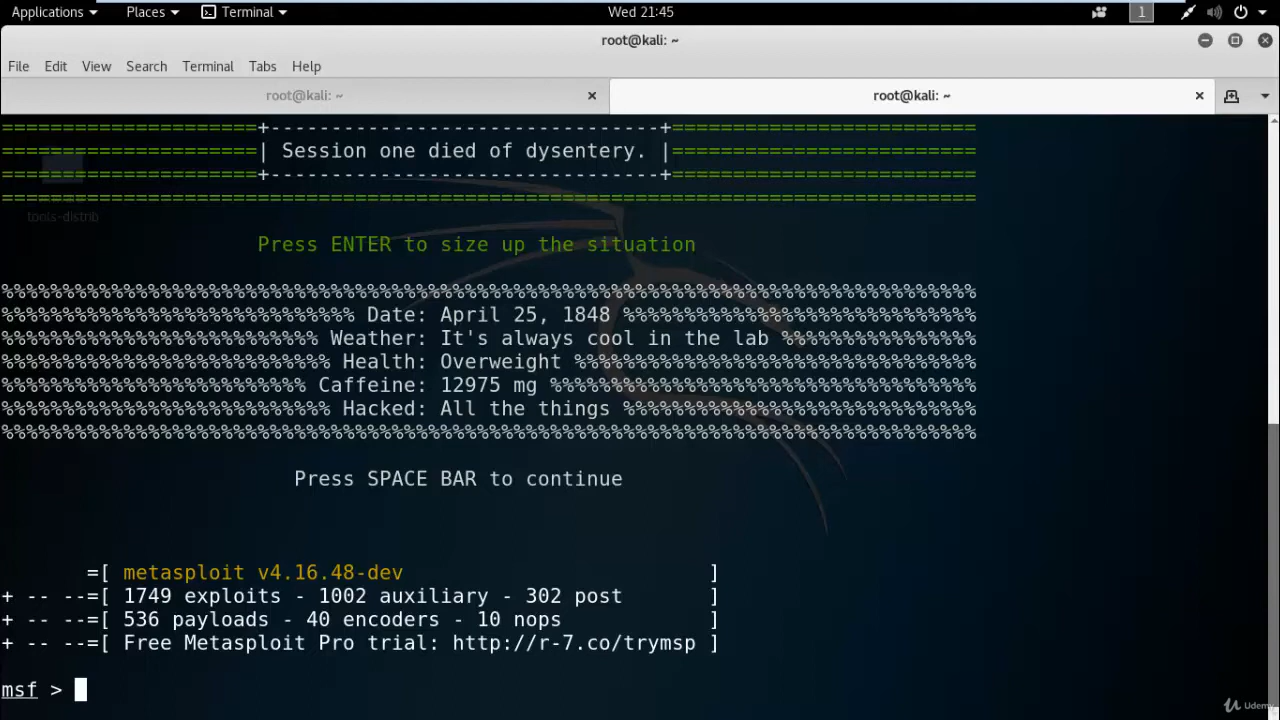 Applications Places Terminal Wed 21:45 1
root@kali: ~
File Edit View Search Terminal Tabs Help
root@kali: ~ × root@kali: ~ ×
=====================+--------------------------------+=========================
=====================| Session one died of dysentery. |=========================
=====================+--------------------------------+=========================
================================================================================
tools-distrib
Press ENTER to size up the situation
%%%%%%%%%%%%%%%%%%%%%%%%%%%%%%%%%%%%%%%%%%%%%%%%%%%%%%%%%%%%%%%%%%%%%%%%%%%%%%
%%%%%%%%%%%%%%%%%%%%%%%%%%%%% Date: April 25, 1848 %%%%%%%%%%%%%%%%%%%%%%%%%%%%%
%%%%%%%%%%%%%%%%%%%%%%%%%% Weather: It's always cool in the lab %%%%%%%%%%%%%%%%
%%%%%%%%%%%%%%%%%%%%%%%%%%% Health: Overweight %%%%%%%%%%%%%%%%%%%%%%%%%%%%%%%%%
%%%%%%%%%%%%%%%%%%%%%%%%% Caffeine: 12975 mg %%%%%%%%%%%%%%%%%%%%%%%%%%%%%%%%%%%
%%%%%%%%%%%%%%%%%%%%%%%%%%% Hacked: All the things %%%%%%%%%%%%%%%%%%%%%%%%%%%%%
%%%%%%%%%%%%%%%%%%%%%%%%%%%%%%%%%%%%%%%%%%%%%%%%%%%%%%%%%%%%%%%%%%%%%%%%%%%%%%
Press SPACE BAR to continue
=[ metasploit v4.16.48-dev ]
+ -- --=[ 1749 exploits - 1002 auxiliary - 302 post ]
+ -- --=[ 536 payloads - 40 encoders - 10 nops ]
+ -- --=[ Free Metasploit Pro trial: http://r-7.co/trymsp ]
msf >
Udemy